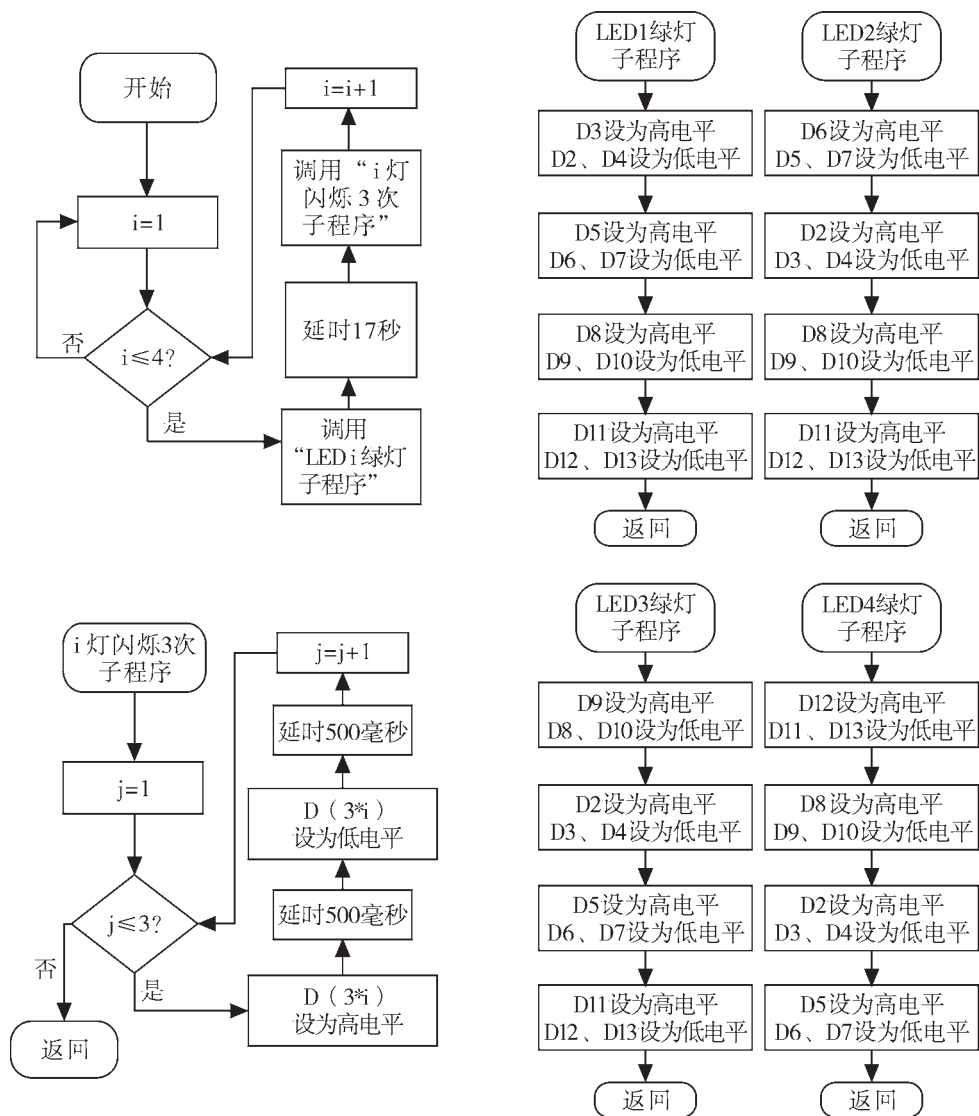 开始
i=1
i≤4?
否
是
调用
“LED i绿灯
子程序”
延时17秒
调用“i灯
闪烁3次
子程序”
i=i+1
LED1绿灯
子程序
D3设为高电平
D2、D4设为低电平
D5设为高电平
D6、D7设为低电平
D8设为高电平
D9、D10设为低电平
D11设为高电平
D12、D13设为低电平
返回
LED2绿灯
子程序
D6设为高电平
D5、D7设为低电平
D2设为高电平
D3、D4设为低电平
D8设为高电平
D9、D10设为低电平
D11设为高电平
D12、D13设为低电平
返回
i灯闪烁3次
子程序
j=1
j≤3?
否
返回
是
D（3*i）
设为高电平
延时500毫秒
D（3*i）
设为低电平
延时500毫秒
j=j+1
LED3绿灯
子程序
D9设为高电平
D8、D10设为低电平
D2设为高电平
D3、D4设为低电平
D5设为高电平
D6、D7设为低电平
D11设为高电平
D12、D13设为低电平
返回
LED4绿灯
子程序
D12设为高电平
D11、D13设为低电平
D8设为高电平
D9、D10设为低电平
D2设为高电平
D3、D4设为低电平
D5设为高电平
D6、D7设为低电平
返回